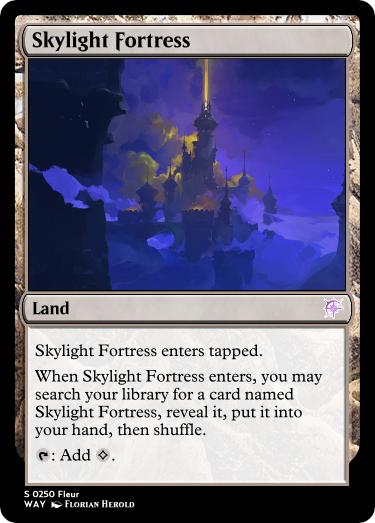 Skylight Fortress
Land
Skylight Fortress enters tapped.
When Skylight Fortress enters, you may
search your library for a card named
Skylight Fortress, reveal it, put it into
your hand, then shuffle.
: Add .
S 0250 Fleur
WAY Florian Herold